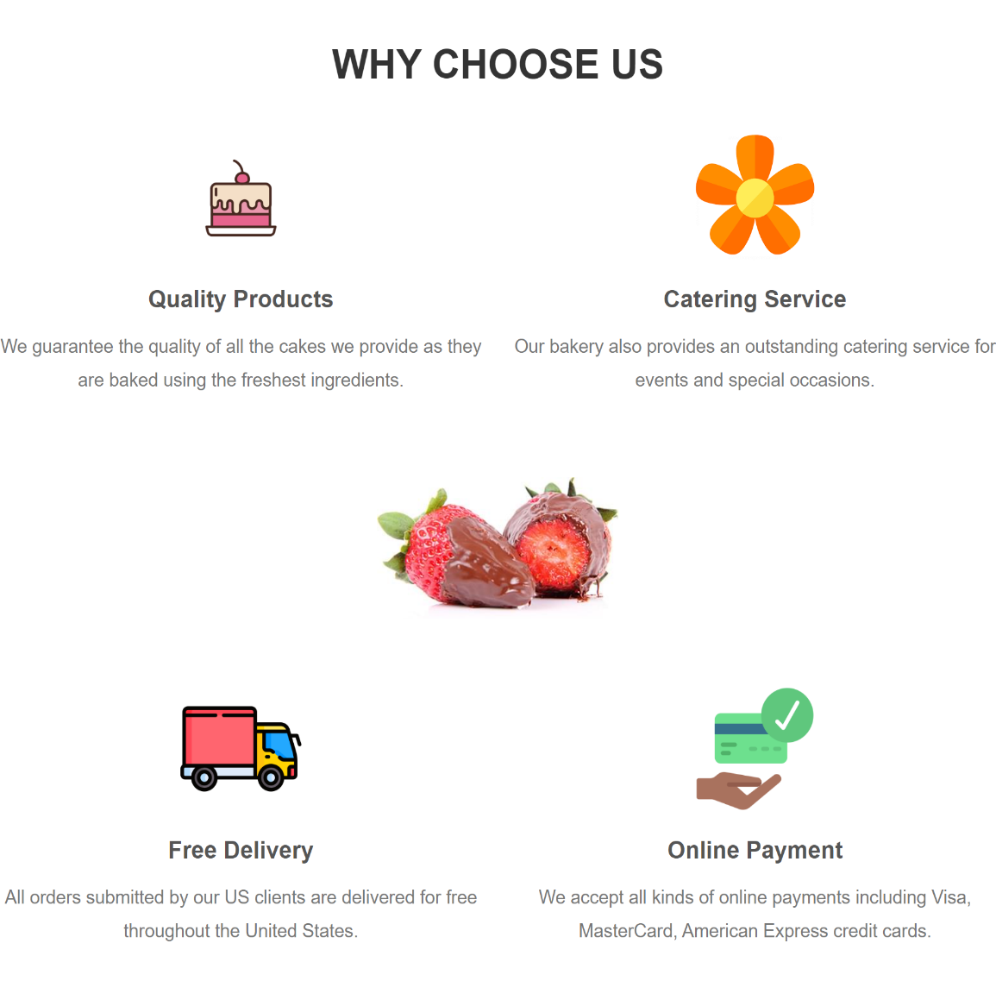 WHY CHOOSE US
Quality Products
We guarantee the quality of all the cakes we provide as they
are baked using the freshest ingredients.
Catering Service
Our bakery also provides an outstanding catering service for
events and special occasions.
Free Delivery
All orders submitted by our US clients are delivered for free
throughout the United States.
Online Payment
We accept all kinds of online payments including Visa,
MasterCard, American Express credit cards.